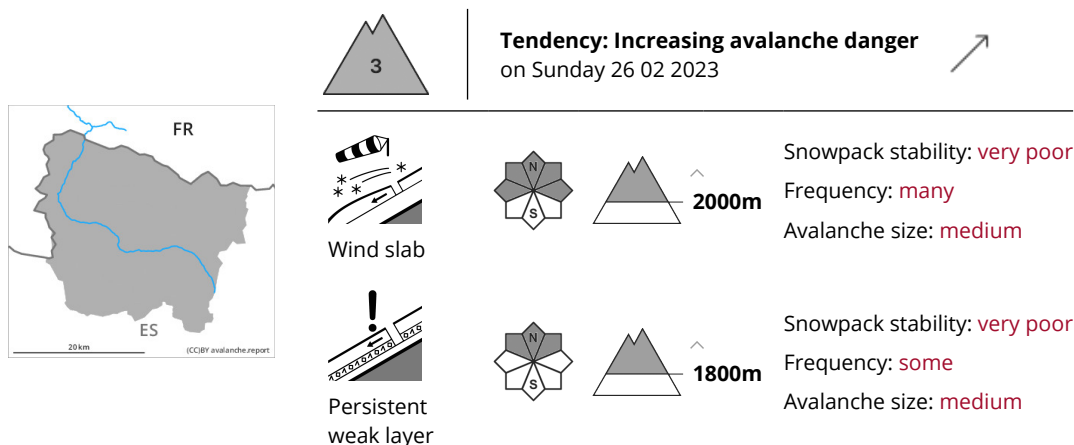 3
Tendency: Increasing avalanche danger
on Sunday 26 02 2023
FR
ES
20 km
(CC)BY avalanche.report
Wind slab
N
S
2000m
Snowpack stability: very poor
Frequency: many
Avalanche size: medium
Persistent
weak layer
N
S
1800m
Snowpack stability: very poor
Frequency: some
Avalanche size: medium